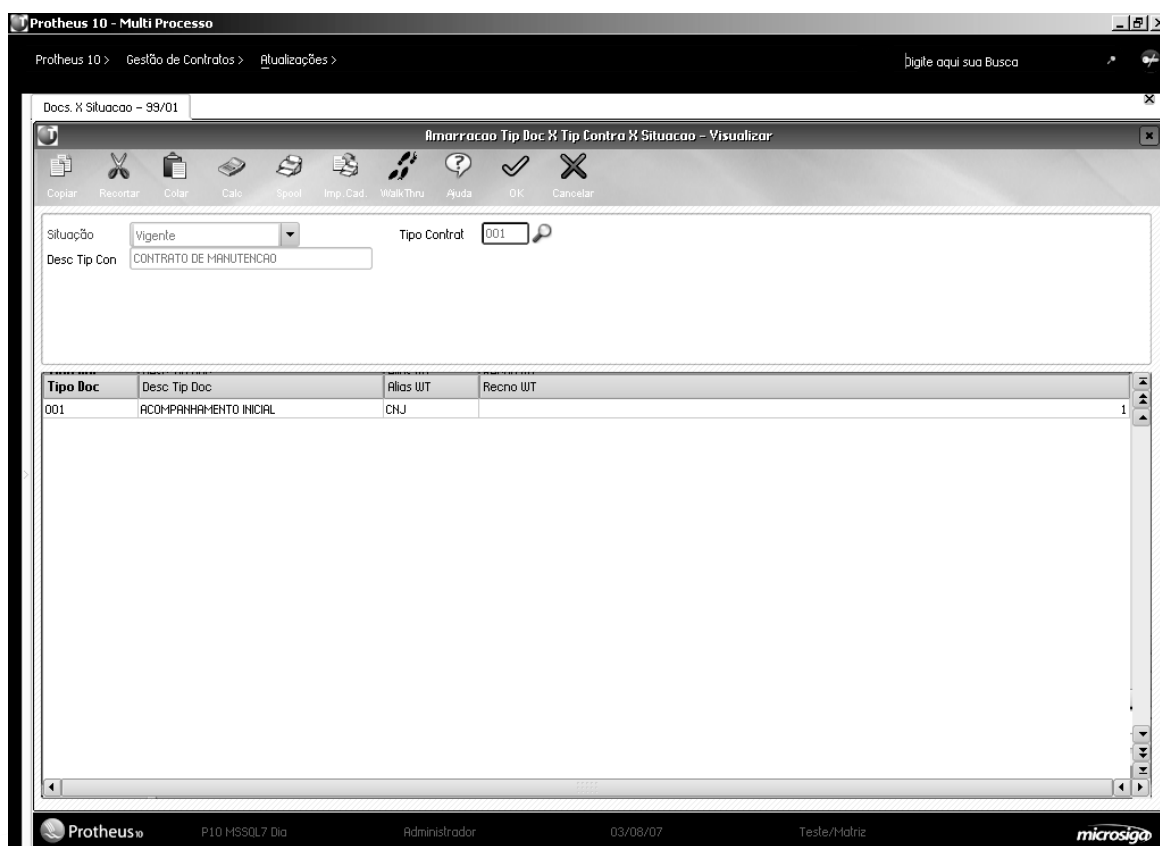 Protheus 10 - Multi Processo
Protheus 10 > Gestão de Contratos > Atualizações > Digite aqui sua Busca
Docs. X Situacao – 99/01
Amarracao Tip Doc X Tip Contra X Situacao – Visualizar
Copiar Recortar Colar Calc Spool Imp.Cad. WalkThru Ajuda OK Cancelar
Situação Vigente Tipo Contrat 001
Desc Tip Con CONTRATO DE MANUTENCAO
Tipo Doc Desc Tip Doc Alias WT Recno WT
001 ACOMPANHAMENTO INICIAL CNJ 1
Protheus10 P10 MSSQL7 Dia Administrador 03/08/07 Teste/Matriz microsiga